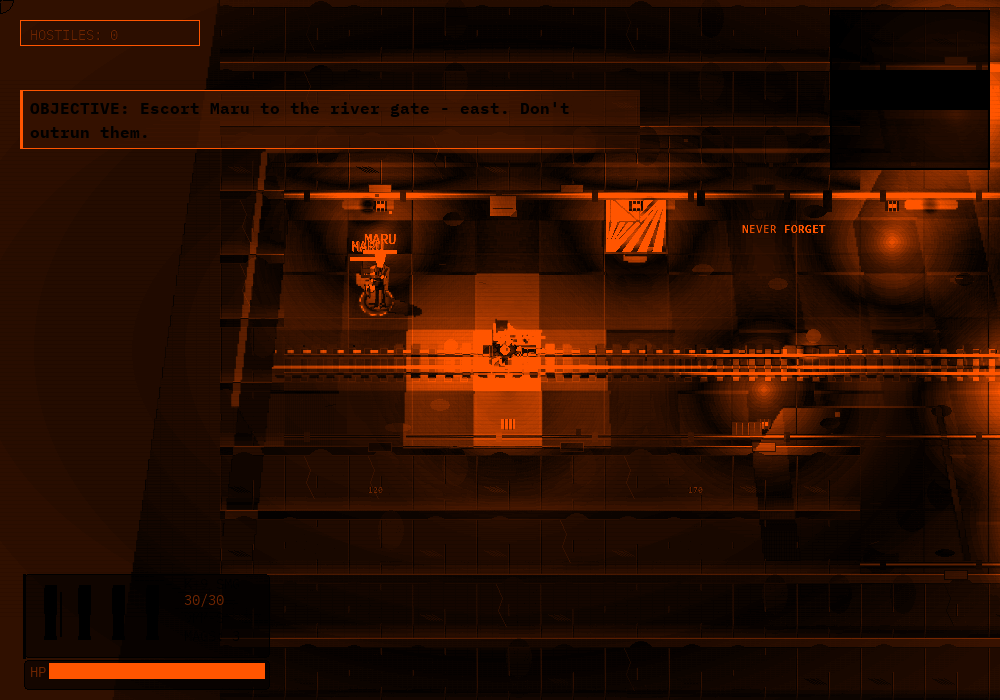 HOSTILES: 0
OBJECTIVE: Escort Maru to the river gate - east. Don't
outrun them.
NEVER FORGET
MARU
MARU
120
170
30/30
HP